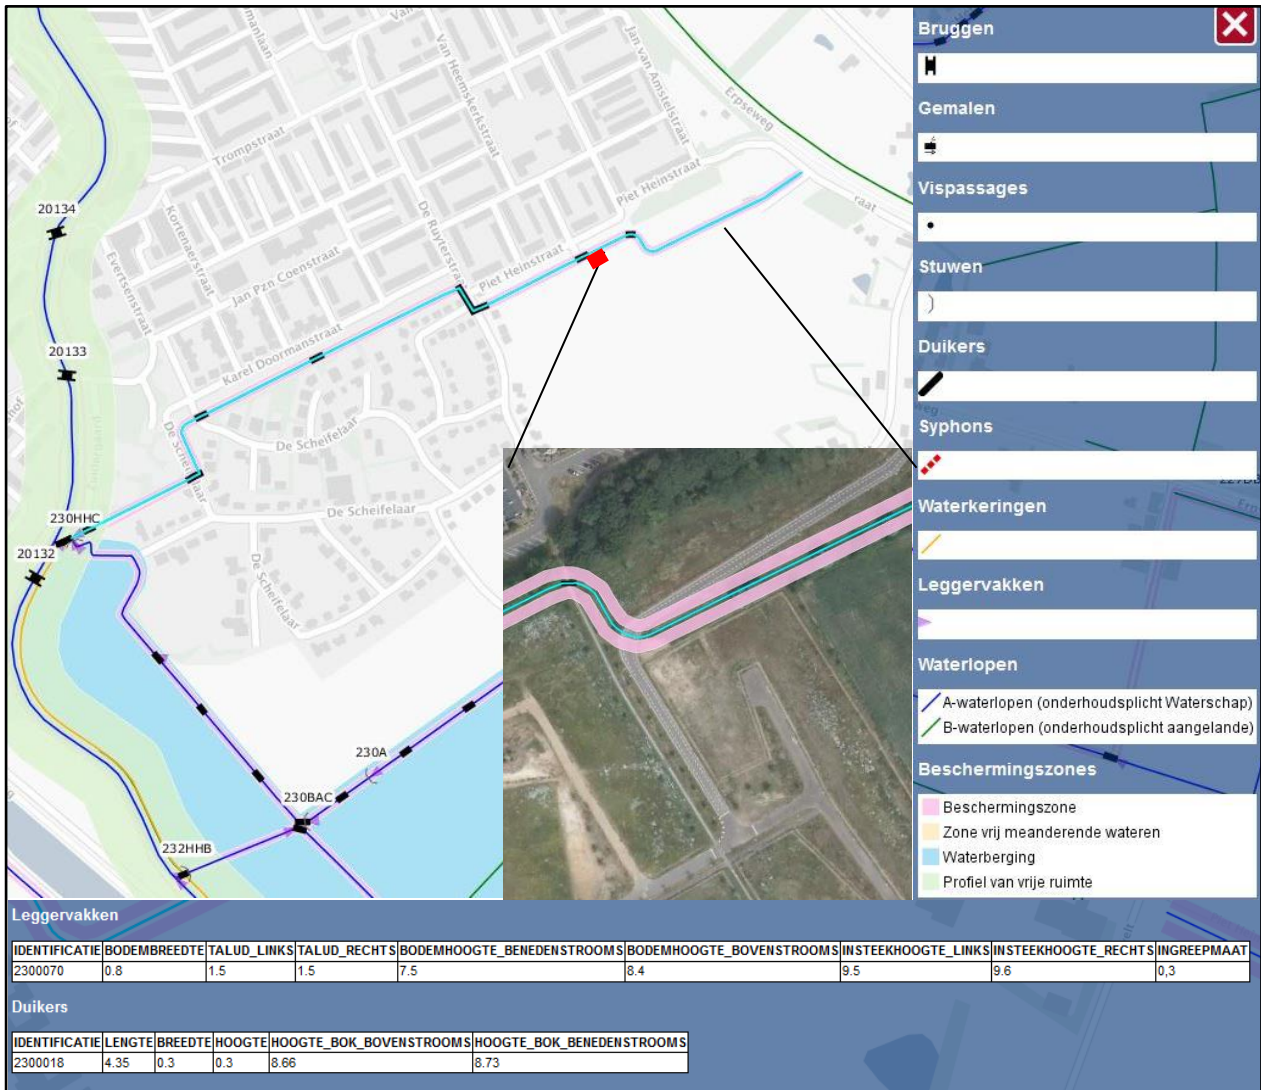 Van Heemskerkstraat
Jan van Amstelstraat
Erpseweg
Trompstraat
Piet Heinstraat
raat
Kortenaerstraat
De Ruyterstraat
20134
Evertsenstraat
Jan Pzn Coenstraat
Piet Heinstraat
20133
Karel Doormanstraat
De Scheifelaar
De Scheifelaar
De Scheifelaar
230HHC
20132
De Scheifelaar
230A
230BAC
232HHB
Bruggen
Gemalen
Vispassages
Stuwen
Duikers
Syphons
Waterkeringen
Leggervakken
Waterlopen
A-waterlopen (onderhoudsplicht Waterschap)
B-waterlopen (onderhoudsplicht aangelande)
Beschermingszones
Beschermingszone
Zone vrij meanderende wateren
Waterberging
Profiel van vrije ruimte
Leggervakken
IDENTIFICATIE BODEMBREEDTE TALUD_LINKS TALUD_RECHTS BODEMHOOGTE_BENEDENSTROOMS BODEMHOOGTE_BOVENSTROOMS INSTEEKHOOGTE_LINKS INSTEEKHOOGTE_RECHTS INGREEPMAAT
2300070 0.8 1.5 1.5 7.5 8.4 9.5 9.6 0,3
Duikers
IDENTIFICATIE LENGTE BREEDTE HOOGTE HOOGTE_BOK_BOVENSTROOMS HOOGTE_BOK_BENEDENSTROOMS
2300018 4.35 0.3 0.3 8.66 8.73